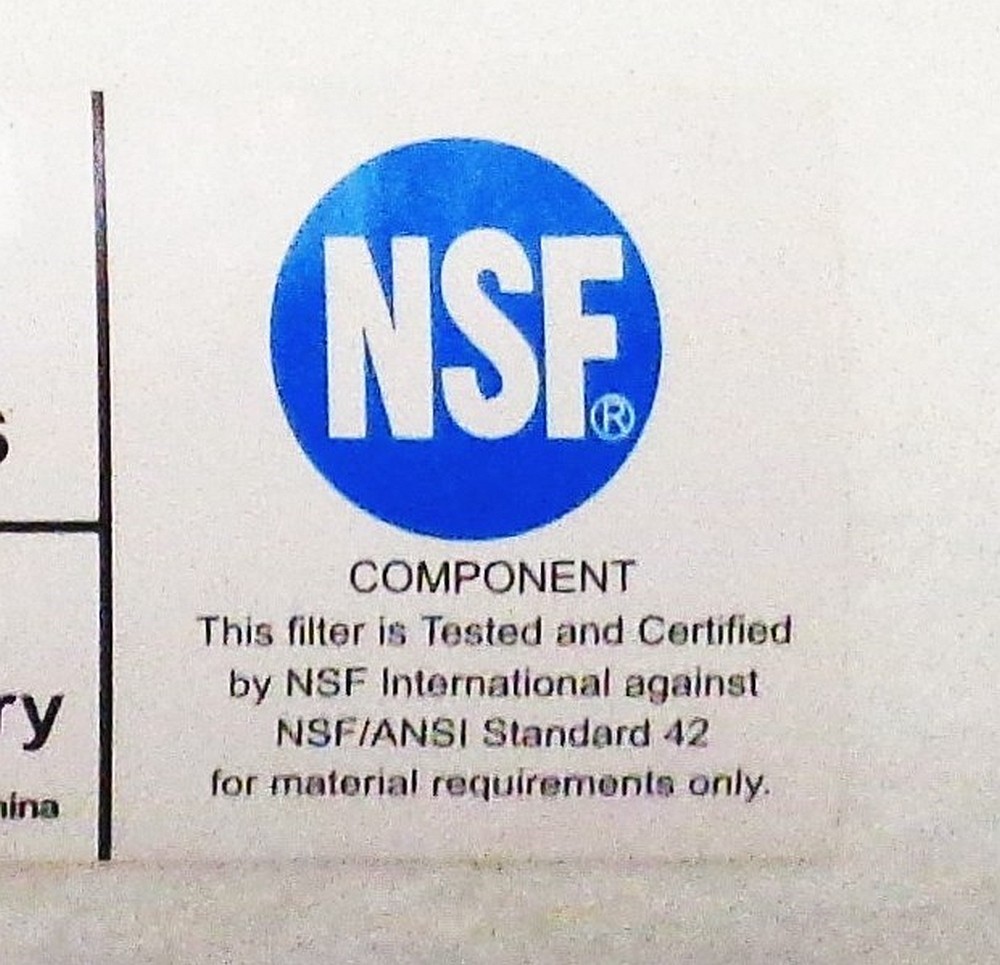 NSF®
COMPONENT
This filter is Tested and Certified
by NSF International against
NSF/ANSI Standard 42
for material requirements only.